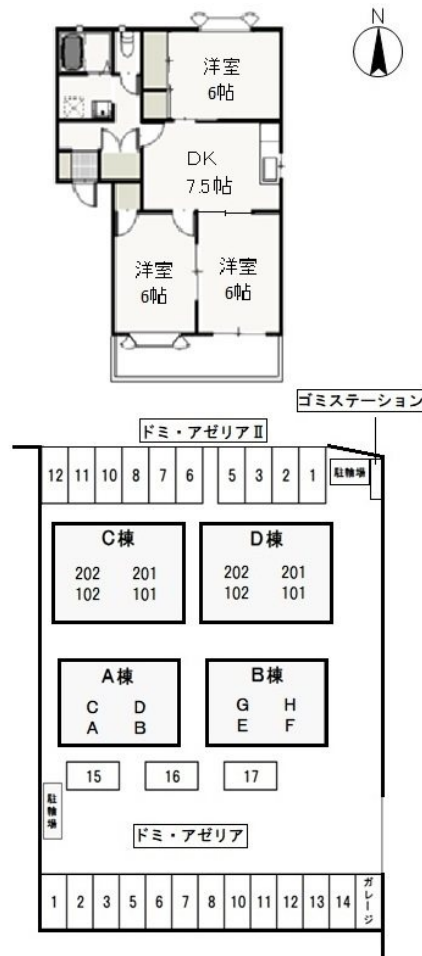 N
洋室
6帖
DK
7.5帖
洋室
6帖
洋室
6帖
ゴミステーション
ドミ・アゼリアⅡ
12 11 10 8 7 6 5 3 2 1 駐輪場
C棟
202 201
102 101
D棟
202 201
102 101
A棟
C D
A B
B棟
G H
E F
15 16 17
駐輪場
ドミ・アゼリア
1 2 3 5 6 7 8 10 11 12 13 14 ガレージ